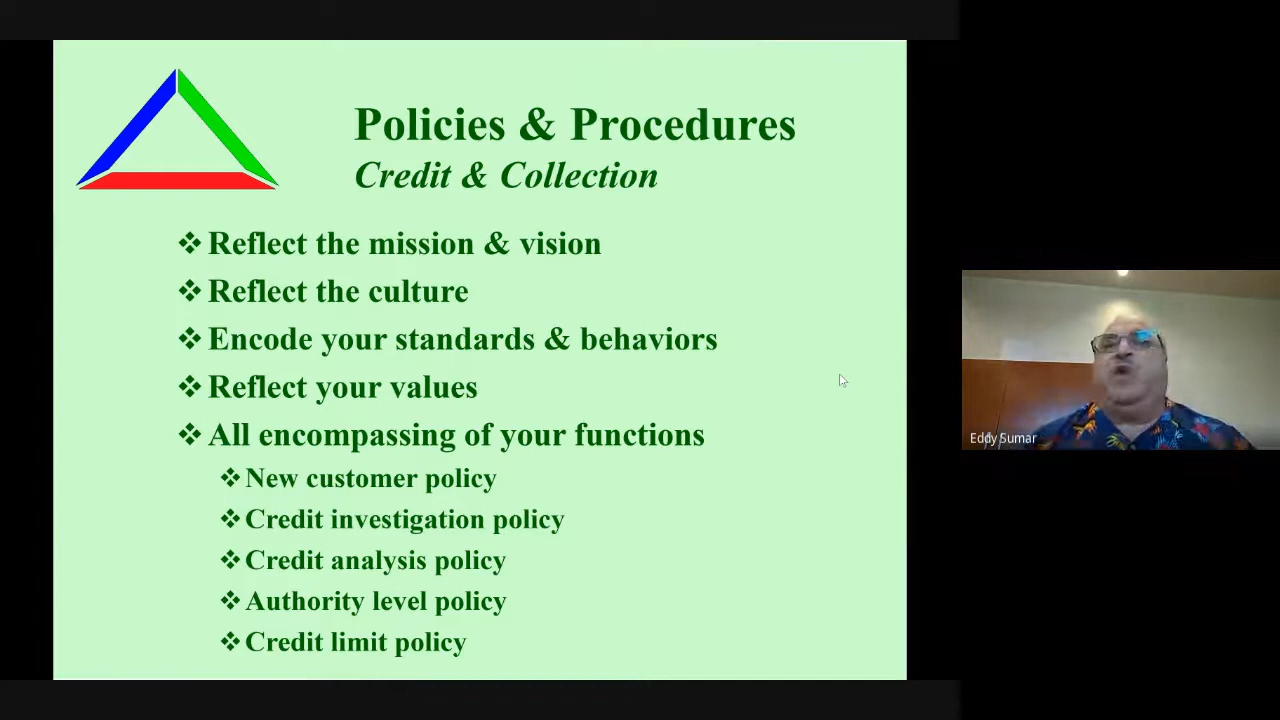 Policies & Procedures
Credit & Collection
❖ Reflect the mission & vision
❖ Reflect the culture
❖ Encode your standards & behaviors
❖ Reflect your values
❖ All encompassing of your functions
❖ New customer policy
❖ Credit investigation policy
❖ Credit analysis policy
❖ Authority level policy
❖ Credit limit policy
Eddy Sumar